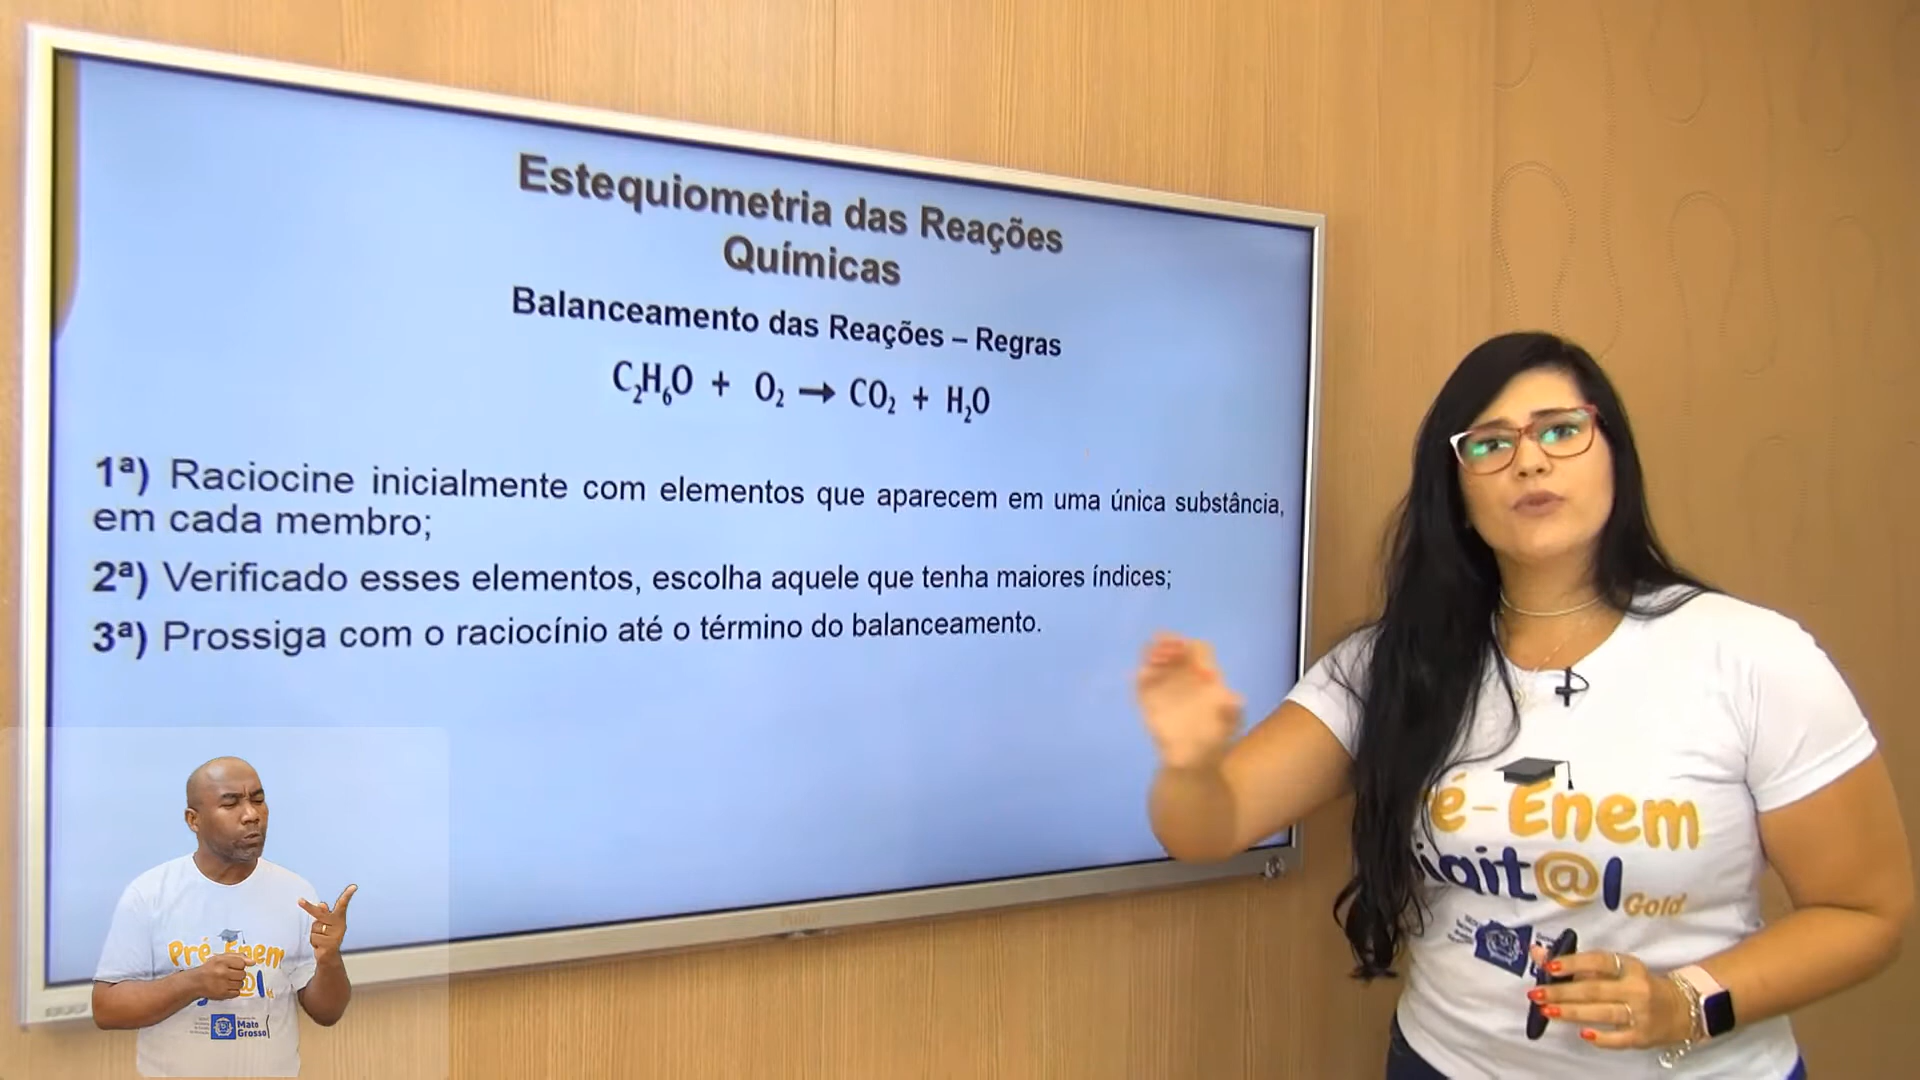 Estequiometria das Reações
Químicas
Balanceamento das Reações – Regras
C₂H₆O + O₂ → CO₂ + H₂O
1ª) Raciocine inicialmente com elementos que aparecem em uma única substância,
em cada membro;
2ª) Verificado esses elementos, escolha aquele que tenha maiores índices;
3ª) Prossiga com o raciocínio até o término do balanceamento.
é-Enem
igit@l
Gold
Pré-Enem
@l
Mato
Grosso